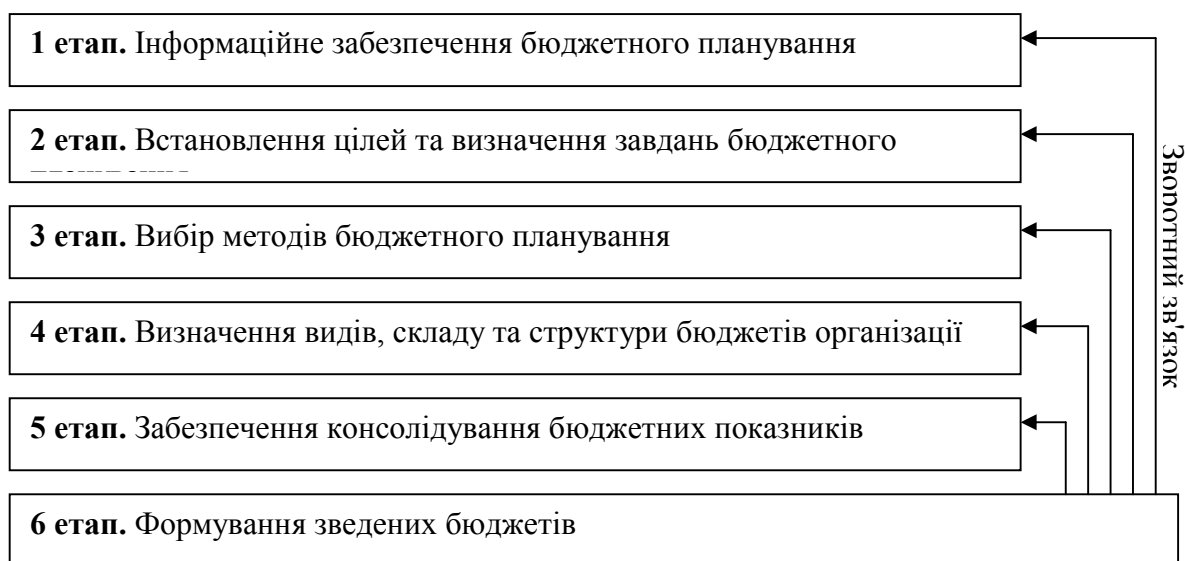 1 етап. Інформаційне забезпечення бюджетного планування
2 етап. Встановлення цілей та визначення завдань бюджетного
3 етап. Вибір методів бюджетного планування
4 етап. Визначення видів, складу та структури бюджетів організації
5 етап. Забезпечення консолідування бюджетних показників
6 етап. Формування зведених бюджетів
Зворотний зв'язок